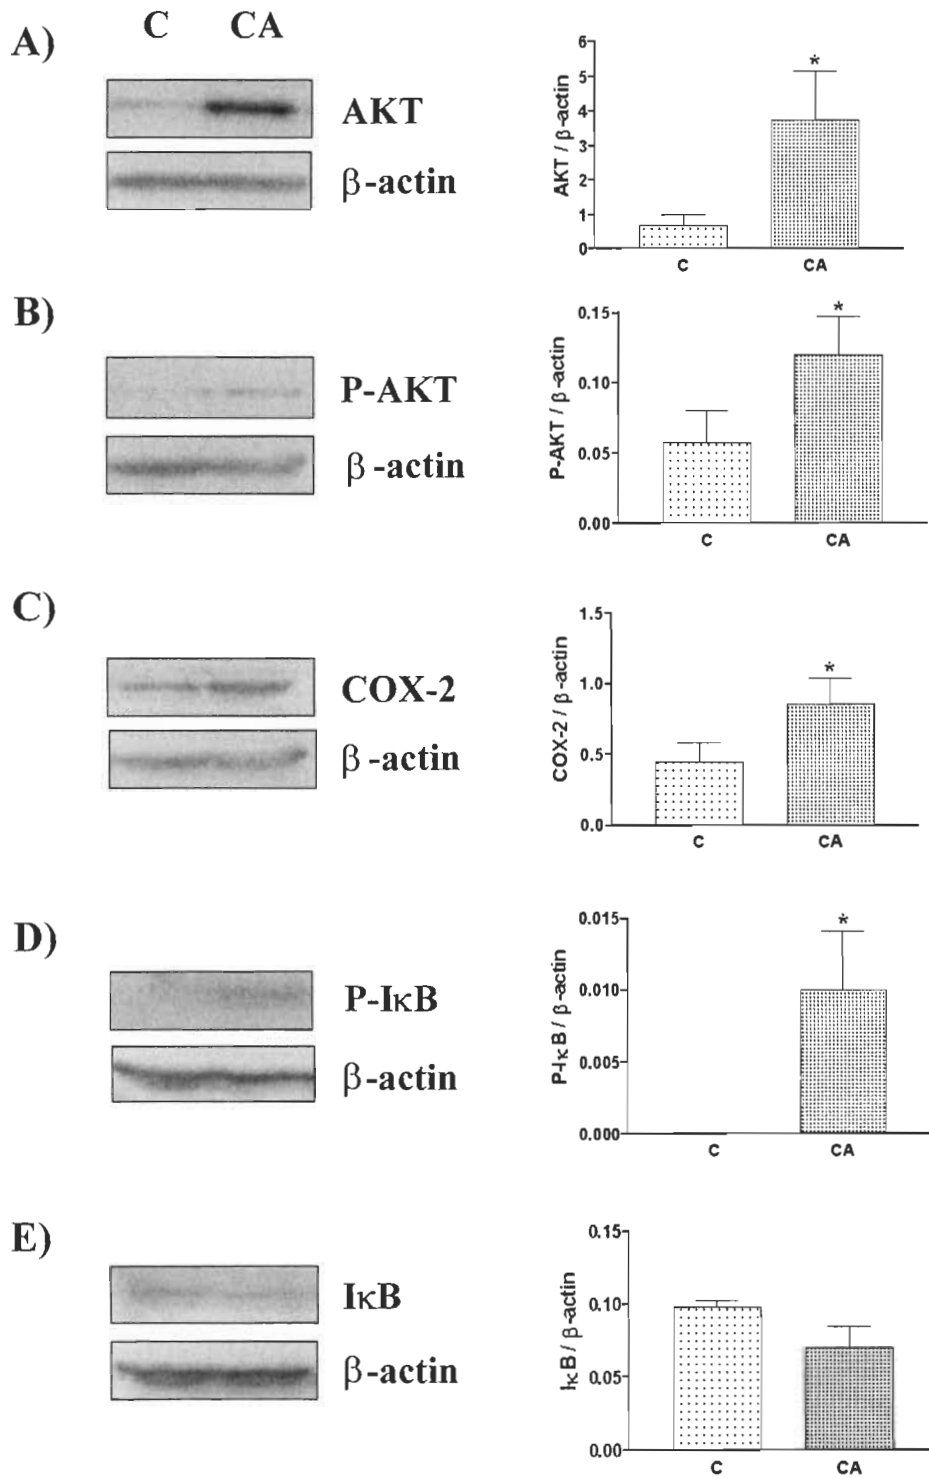 C CA
A)
AKT
β-actin
AKT / β-actin
6
5
4
3
2
1
0
*
C CA
B)
P-AKT
β-actin
P-AKT / β-actin
0.15
0.10
0.05
0.00
*
C CA
C)
COX-2
β-actin
COX-2 / β-actin
1.5
1.0
0.5
0.0
*
C CA
D)
P-IκB
β-actin
P-IκB / β-actin
0.015
0.010
0.005
0.000
*
C CA
E)
IκB
β-actin
IκB / β-actin
0.15
0.10
0.05
0.00
C CA